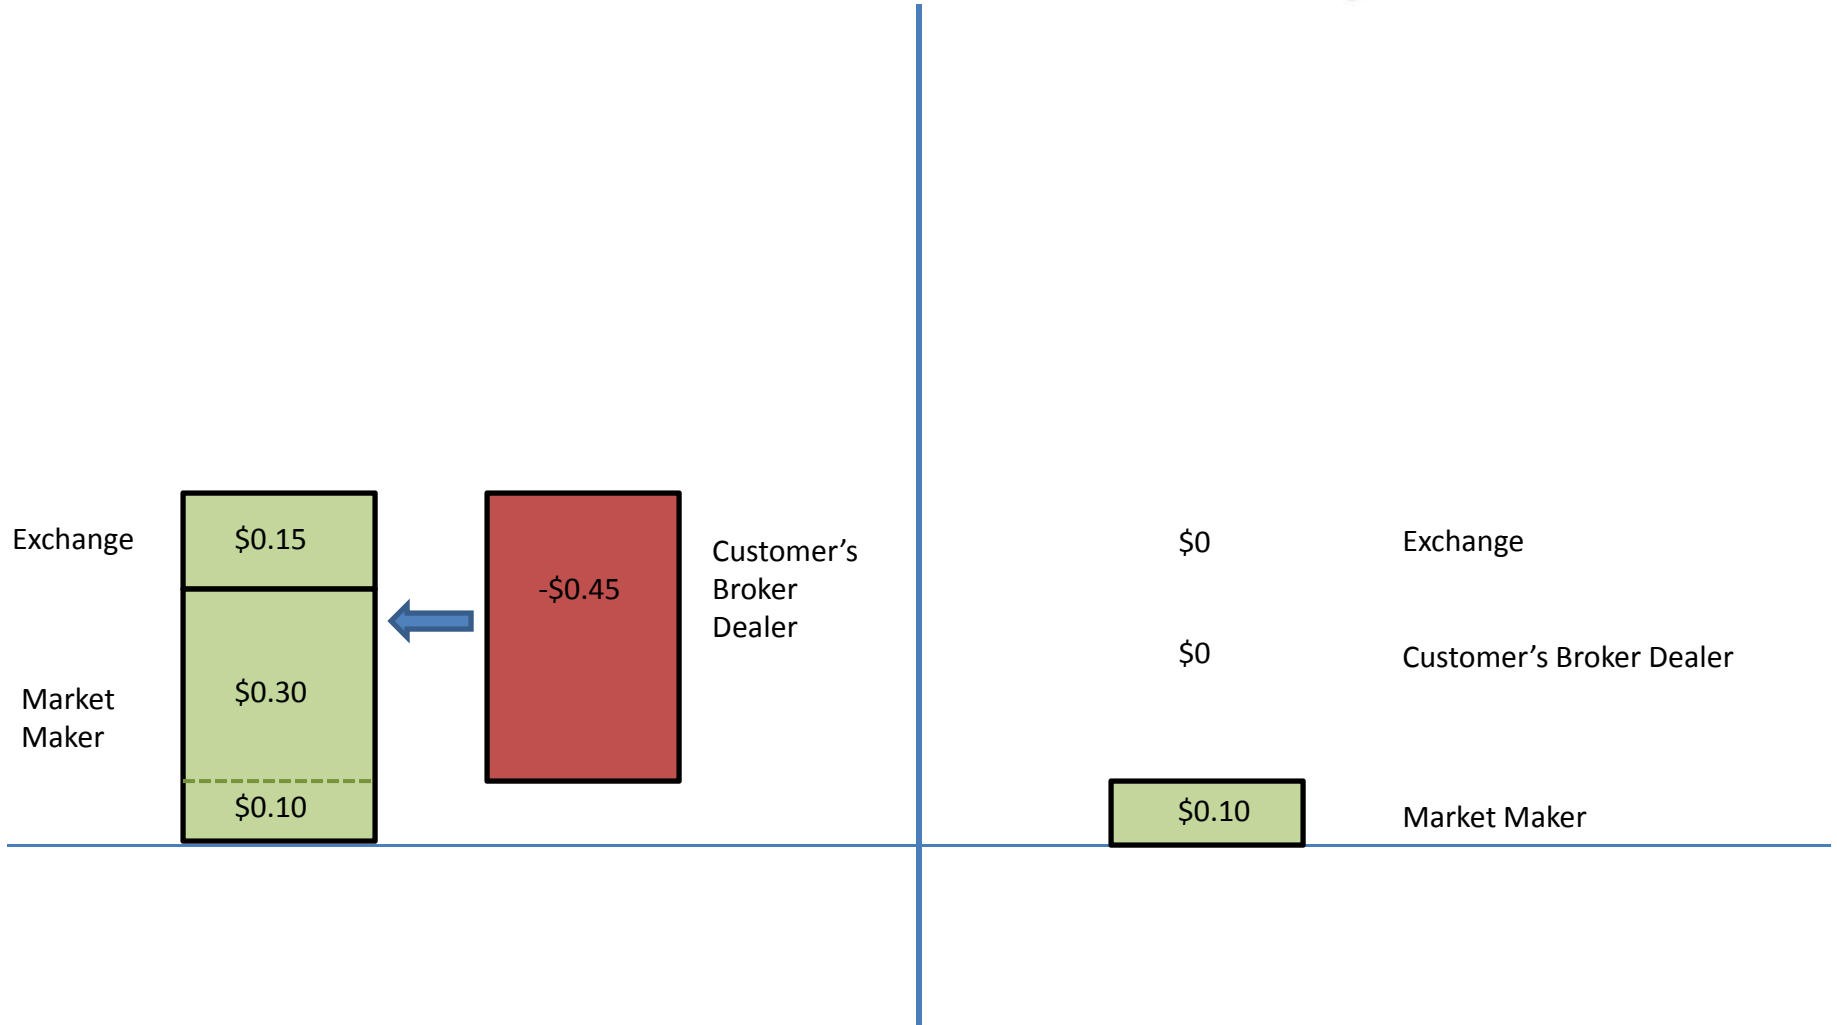 Exchange
$0.15
-$0.45
Customer’s
Broker
Dealer
Market
Maker
$0.30
$0.10
$0
Exchange
$0
Customer’s Broker Dealer
$0.10
Market Maker